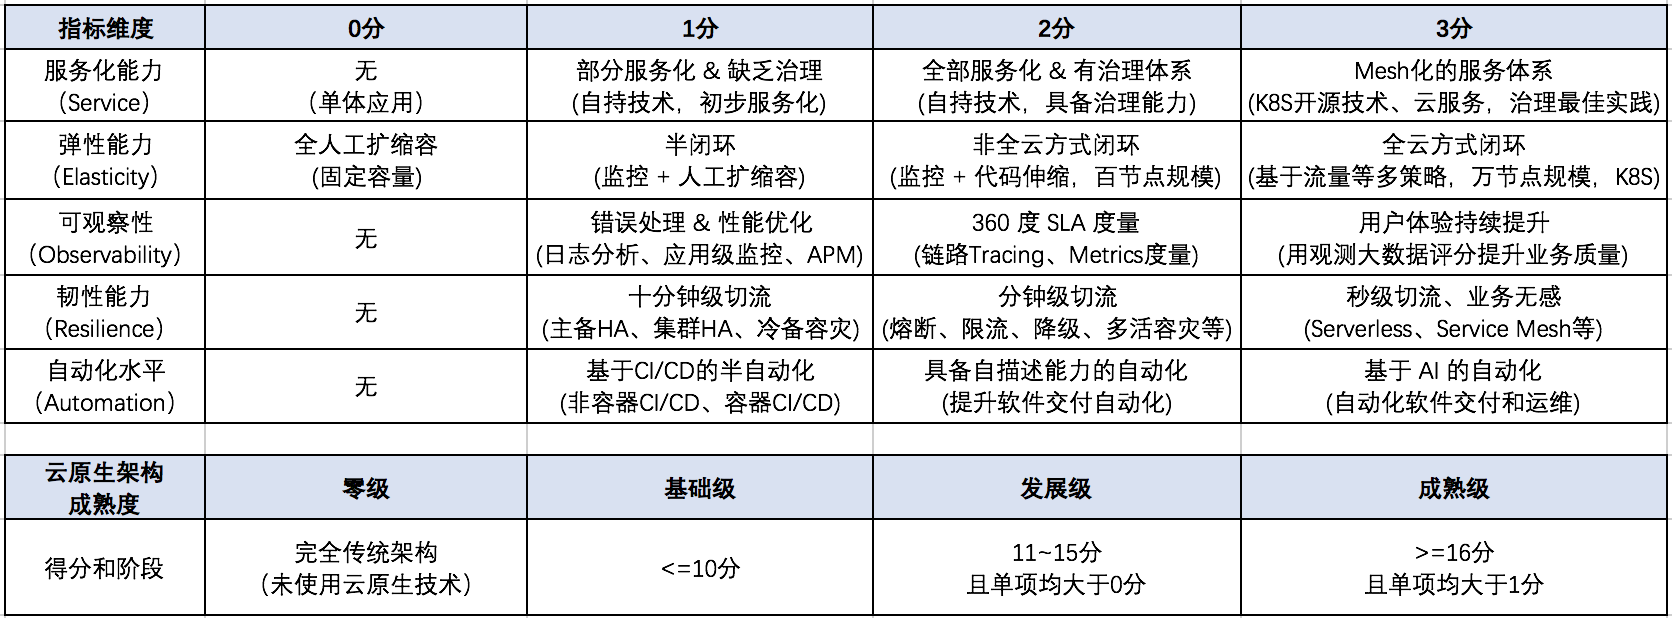 指标维度
0分
1分
2分
3分
服务化能力
（Service）
无
（单体应用）
部分服务化 & 缺乏治理
(自持技术，初步服务化)
全部服务化 & 有治理体系
(自持技术，具备治理能力)
Mesh化的服务体系
(K8S开源技术、云服务，治理最佳实践)
弹性能力
（Elasticity）
全人工扩缩容
(固定容量)
半闭环
(监控 + 人工扩缩容)
非全云方式闭环
(监控 + 代码伸缩，百节点规模)
全云方式闭环
(基于流量等多策略，万节点规模，K8S)
可观察性
（Observability）
无
错误处理 & 性能优化
(日志分析、应用级监控、APM)
360 度 SLA 度量
(链路Tracing、Metrics度量)
用户体验持续提升
(用观测大数据评分提升业务质量)
韧性能力
（Resilience）
无
十分钟级切流
(主备HA、集群HA、冷备容灾)
分钟级切流
(熔断、限流、降级、多活容灾等)
秒级切流、业务无感
(Serverless、Service Mesh等)
自动化水平
（Automation）
无
基于CI/CD的半自动化
(非容器CI/CD、容器CI/CD)
具备自描述能力的自动化
(提升软件交付自动化)
基于 AI 的自动化
(自动化软件交付和运维)
云原生架构
成熟度
零级
基础级
发展级
成熟级
得分和阶段
完全传统架构
（未使用云原生技术）
<=10分
11~15分
且单项均大于0分
>=16分
且单项均大于1分